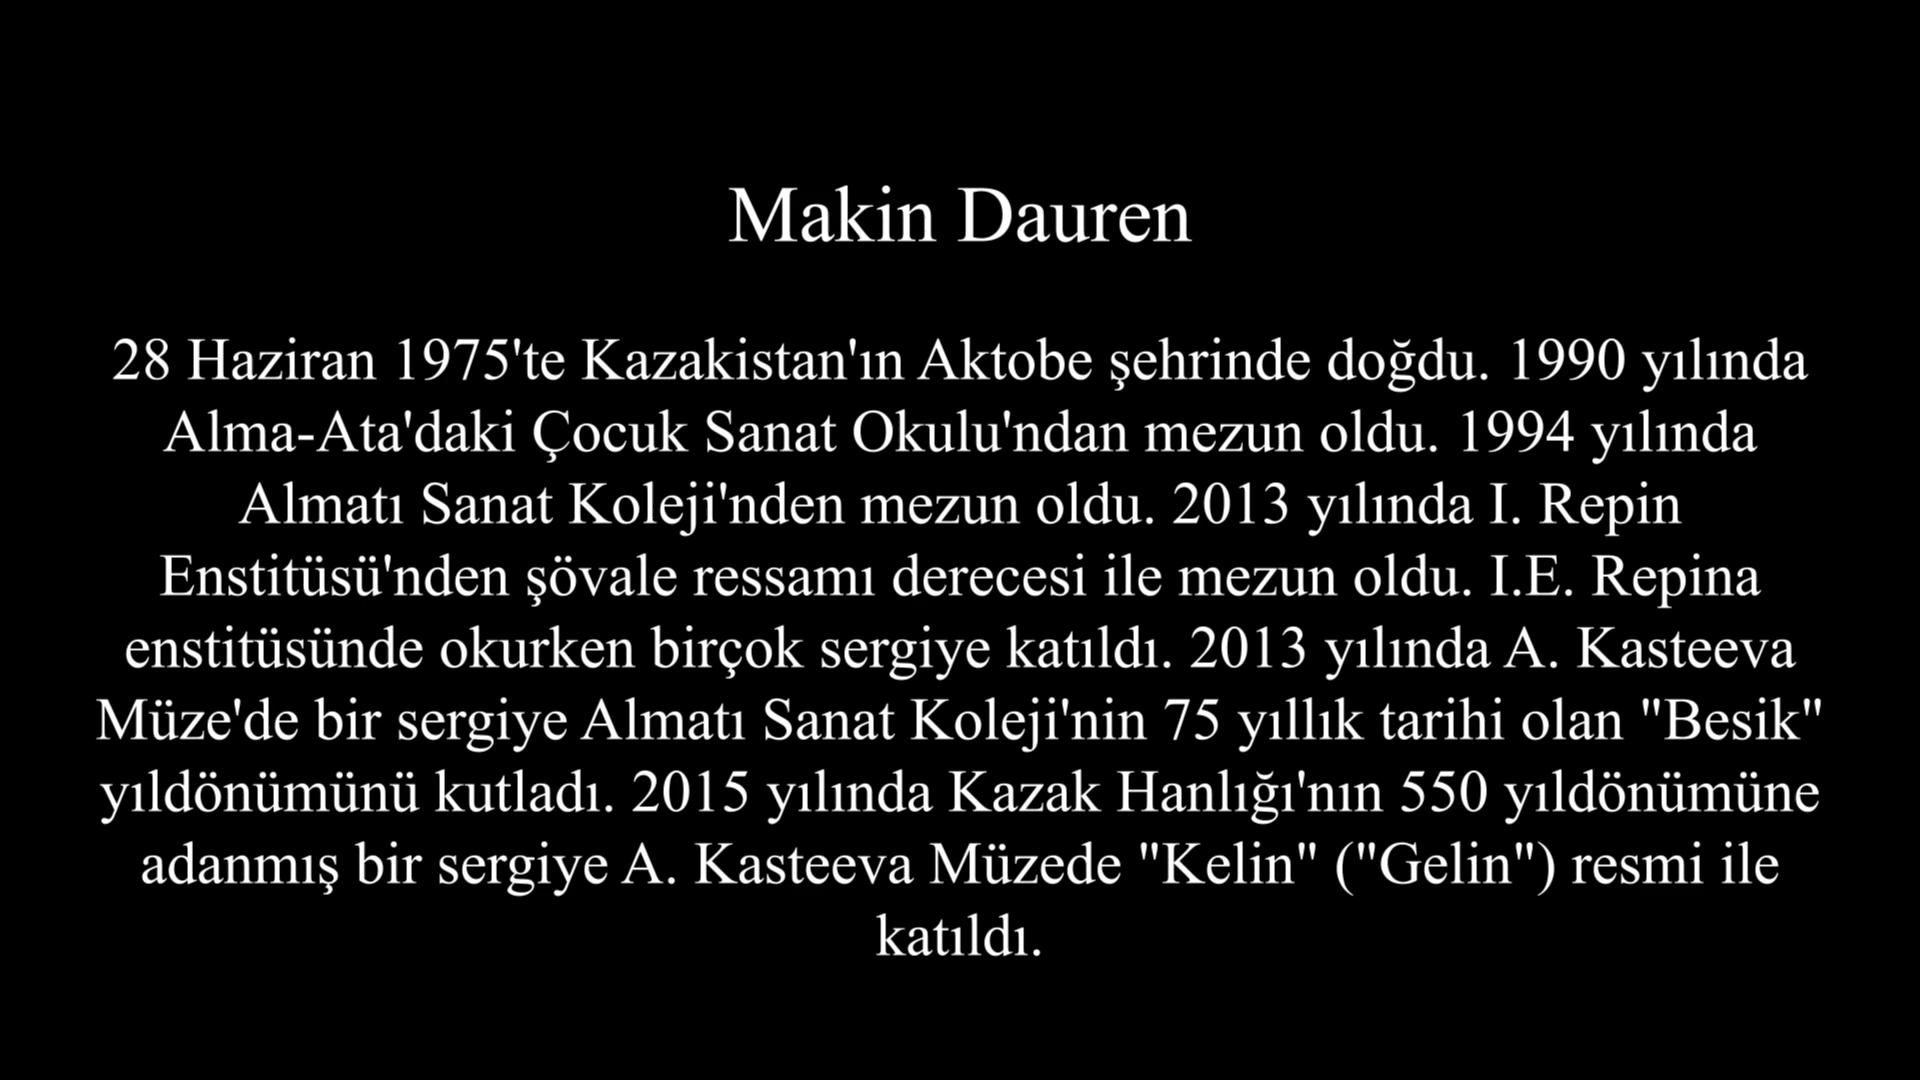 Makin Dauren
28 Haziran 1975'te Kazakistan'ın Aktobe şehrinde doğdu. 1990 yılında
Alma-Ata'daki Çocuk Sanat Okulu'ndan mezun oldu. 1994 yılında
Almatı Sanat Koleji'nden mezun oldu. 2013 yılında I. Repin
Enstitüsü'nden şövale ressamı derecesi ile mezun oldu. I.E. Repina
enstitüsünde okurken birçok sergiye katıldı. 2013 yılında A. Kasteeva
Müze'de bir sergiye Almatı Sanat Koleji'nin 75 yıllık tarihi olan "Besik"
yıldönümünü kutladı. 2015 yılında Kazak Hanlığı'nın 550 yıldönümüne
adanmış bir sergiye A. Kasteeva Müzede "Kelin" ("Gelin") resmi ile
katıldı.